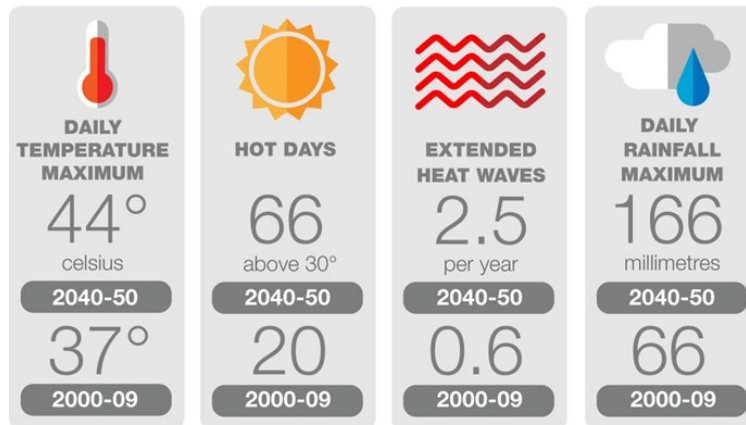 DAILY
TEMPERATURE
MAXIMUM
44°
celsius
2040-50
37°
2000-09
HOT DAYS
66
above 30°
2040-50
20
2000-09
EXTENDED
HEAT WAVES
2.5
per year
2040-50
0.6
2000-09
DAILY
RAINFALL
MAXIMUM
166
millimetres
2040-50
66
2000-09